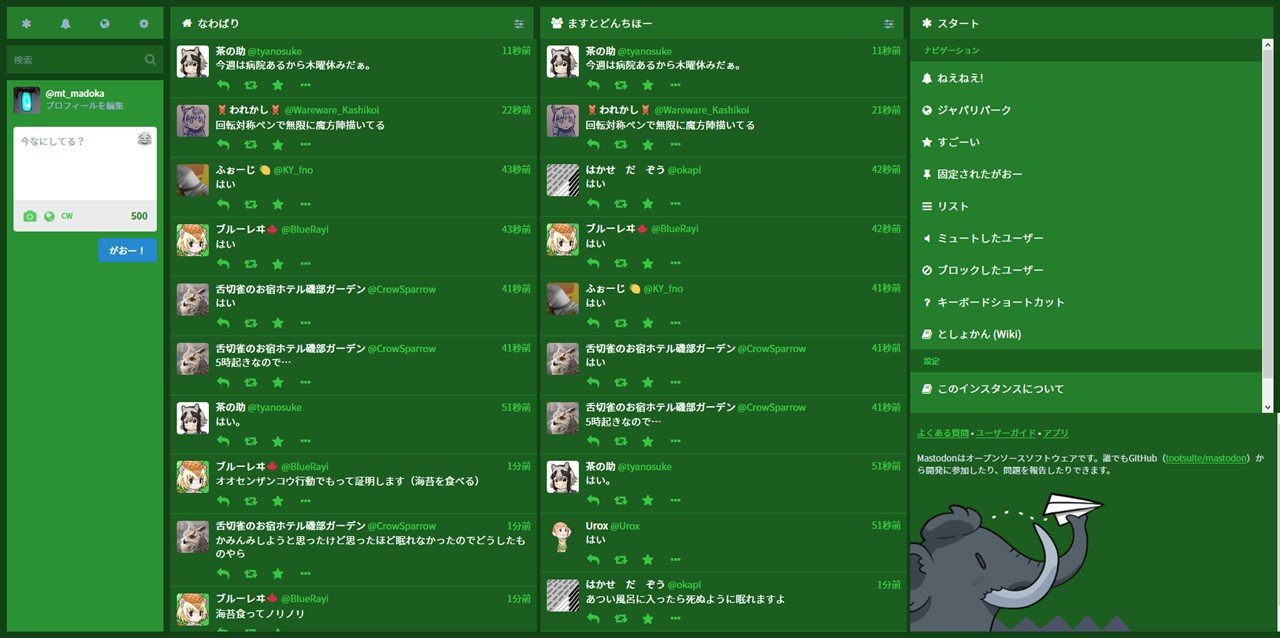 検索
@mt_madoka
プロフィールを編集
今なにしてる？
CW
500
がおー！
なわばり
茶の助 @tyanosuke 11秒前
今週は病院あるから木曜休みだぁ。
われかし @Wareware_Kashikoi 22秒前
回転対称ペンで無限に魔方陣描いてる
ふぉーじ @KY_fno 43秒前
はい
ブルーレヰ @BlueRayi 43秒前
はい
舌切雀のお宿ホテル磯部ガーデン @CrowSparrow 41秒前
はい
舌切雀のお宿ホテル磯部ガーデン @CrowSparrow 41秒前
5時起きなので…
茶の助 @tyanosuke 51秒前
はい。
ブルーレヰ @BlueRayi 1分前
オオセンザンコウ行動でもって証明します（海苔を食べる）
舌切雀のお宿ホテル磯部ガーデン @CrowSparrow 1分前
かみんみしようと思ったけど思ったほど眠れなかったのでどうしたも
のやら
ブルーレヰ @BlueRayi 1分前
海苔食ってノリノリ
ますとどんちほー
茶の助 @tyanosuke 11秒前
今週は病院あるから木曜休みだぁ。
われかし @Wareware_Kashikoi 21秒前
回転対称ペンで無限に魔方陣描いてる
はかせ　だ　ぞう @okapi 42秒前
はい
ブルーレヰ @BlueRayi 42秒前
はい
ふぉーじ @KY_fno 41秒前
はい
舌切雀のお宿ホテル磯部ガーデン @CrowSparrow 41秒前
はい
舌切雀のお宿ホテル磯部ガーデン @CrowSparrow 41秒前
5時起きなので…
茶の助 @tyanosuke 51秒前
はい。
Urox @Urox 51秒前
はい
はかせ　だ　ぞう @okapi 1分前
あつい風呂に入ったら死ぬように眠れますよ
スタート
ナビゲーション
ねえねえ!
ジャパリパーク
すごーい
固定されたがおー
リスト
ミュートしたユーザー
ブロックしたユーザー
キーボードショートカット
としょかん (Wiki)
設定
このインスタンスについて
よくある質問 • ユーザーガイド • アプリ
Mastodonはオープンソースソフトウェアです。誰でもGitHub（tootsuite/mastodon）か
ら開発に参加したり、問題を報告したりできます。